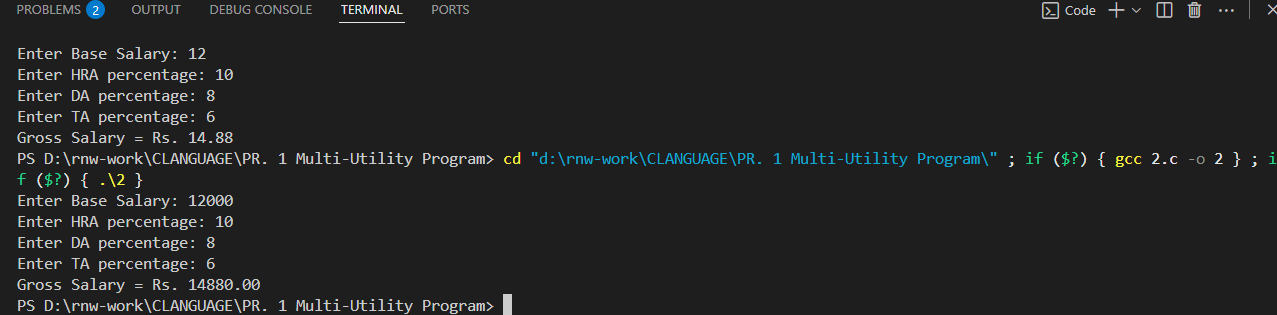 PROBLEMS 2 OUTPUT DEBUG CONSOLE TERMINAL PORTS Code
Enter Base Salary: 12
Enter HRA percentage: 10
Enter DA percentage: 8
Enter TA percentage: 6
Gross Salary = Rs. 14.88
PS D:\rnw-work\CLANGUAGE\PR. 1 Multi-Utility Program> cd "d:\rnw-work\CLANGUAGE\PR. 1 Multi-Utility Program\" ; if ($?) { gcc 2.c -o 2 } ; i
f ($?) { .\2 }
Enter Base Salary: 12000
Enter HRA percentage: 10
Enter DA percentage: 8
Enter TA percentage: 6
Gross Salary = Rs. 14880.00
PS D:\rnw-work\CLANGUAGE\PR. 1 Multi-Utility Program>